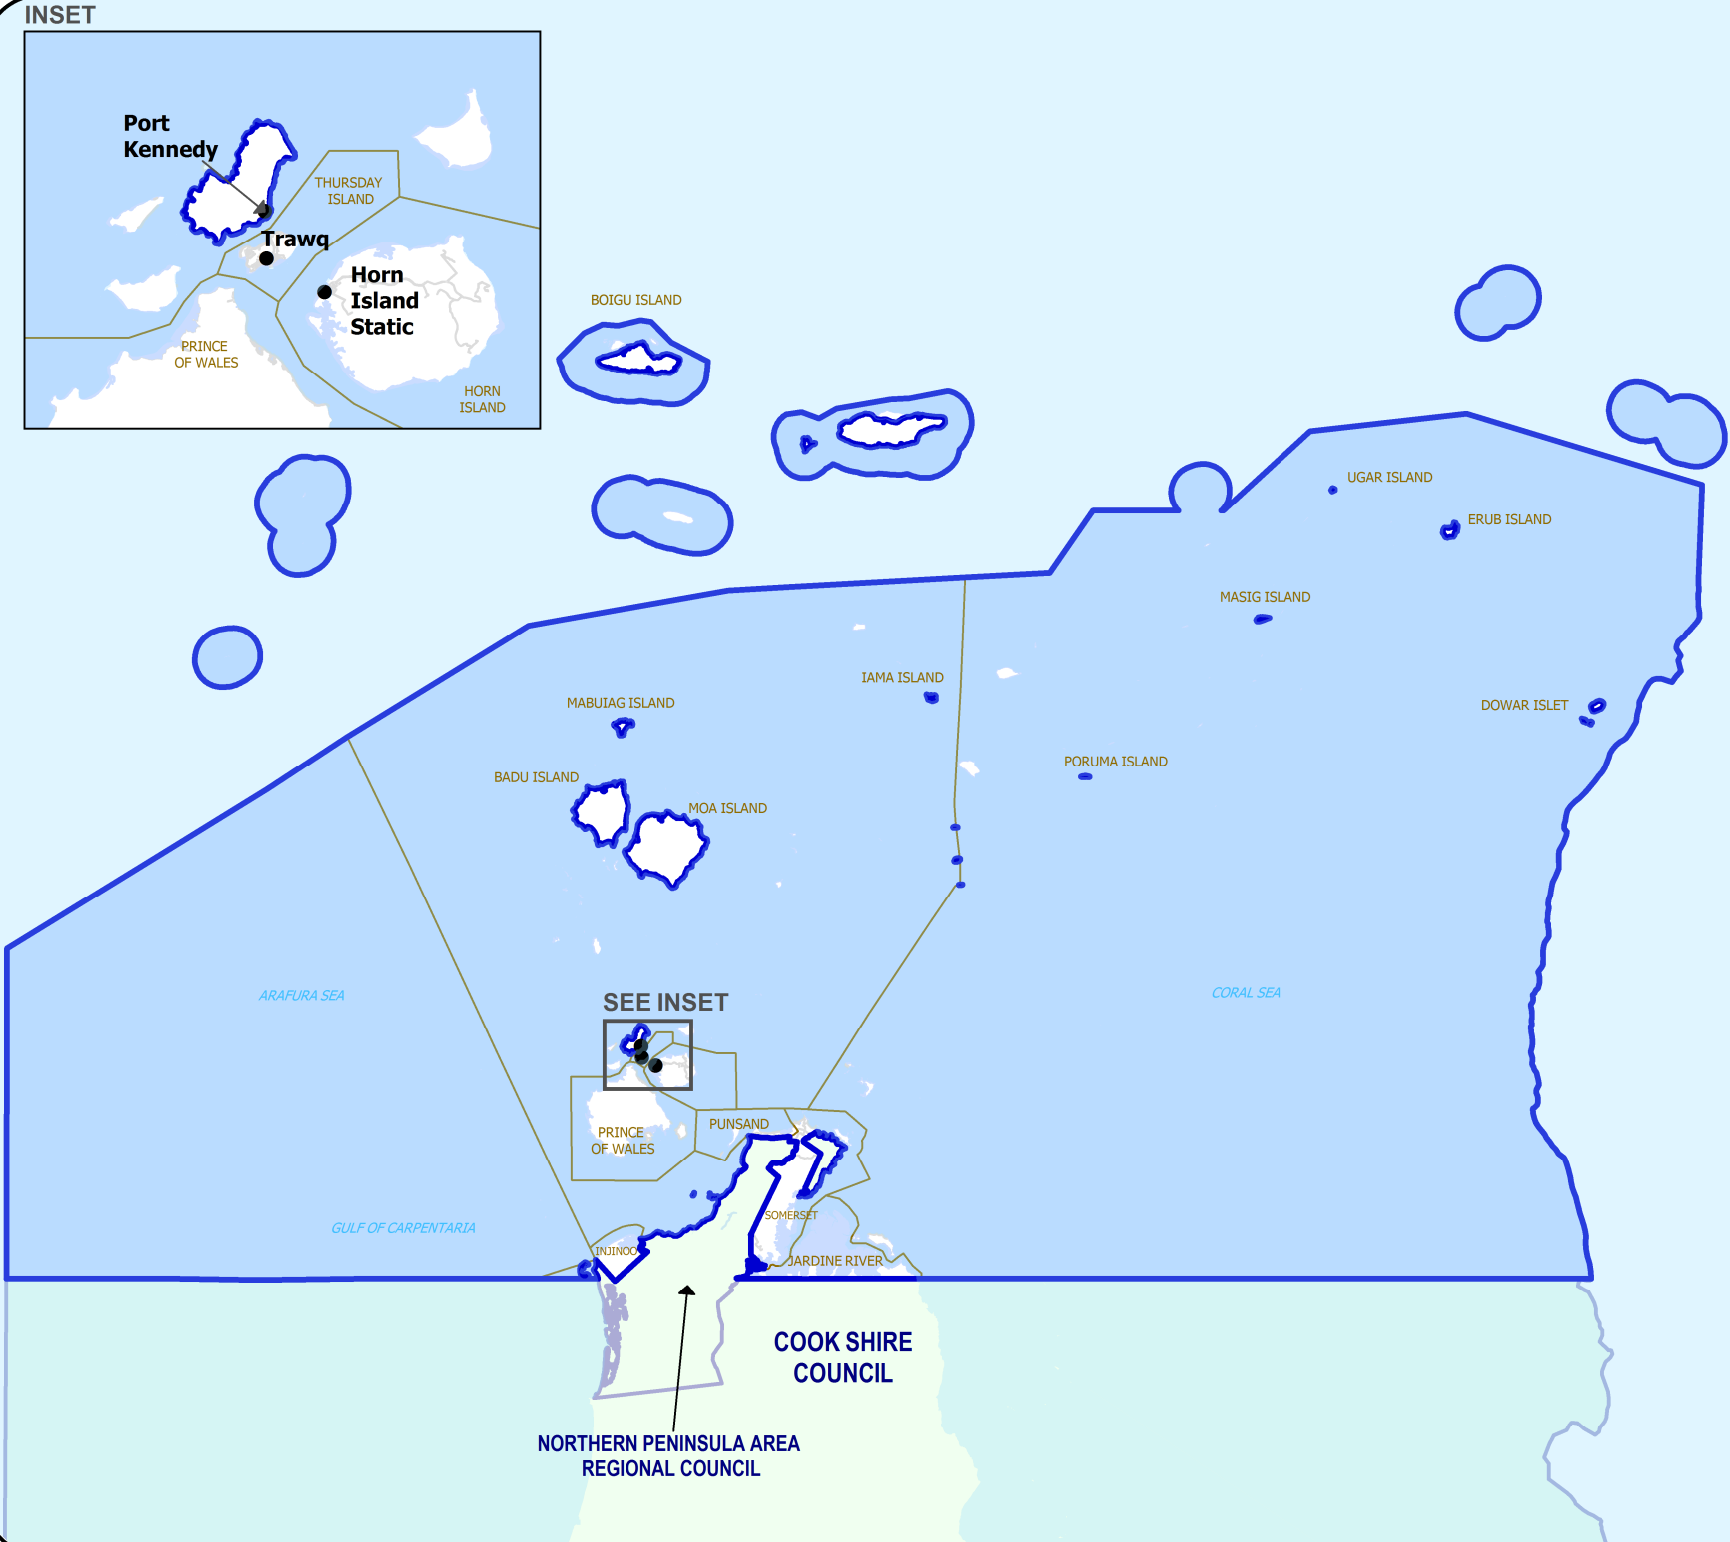 INSET
Port
Kennedy
THURSDAY
ISLAND
Trawq
Horn
Island
Static
PRINCE
OF WALES
HORN
ISLAND
BOIGU ISLAND
UGAR ISLAND
ERUB ISLAND
MASIG ISLAND
IAMA ISLAND
MABUIAG ISLAND
DOWAR ISLET
PORUMA ISLAND
BADU ISLAND
MOA ISLAND
ARAFURA SEA
CORAL SEA
SEE INSET
PUNSAND
PRINCE
OF WALES
SOMERSET
GULF OF CARPENTARIA
INJINOO
JARDINE RIVER
COOK SHIRE
COUNCIL
NORTHERN PENINSULA AREA
REGIONAL COUNCIL